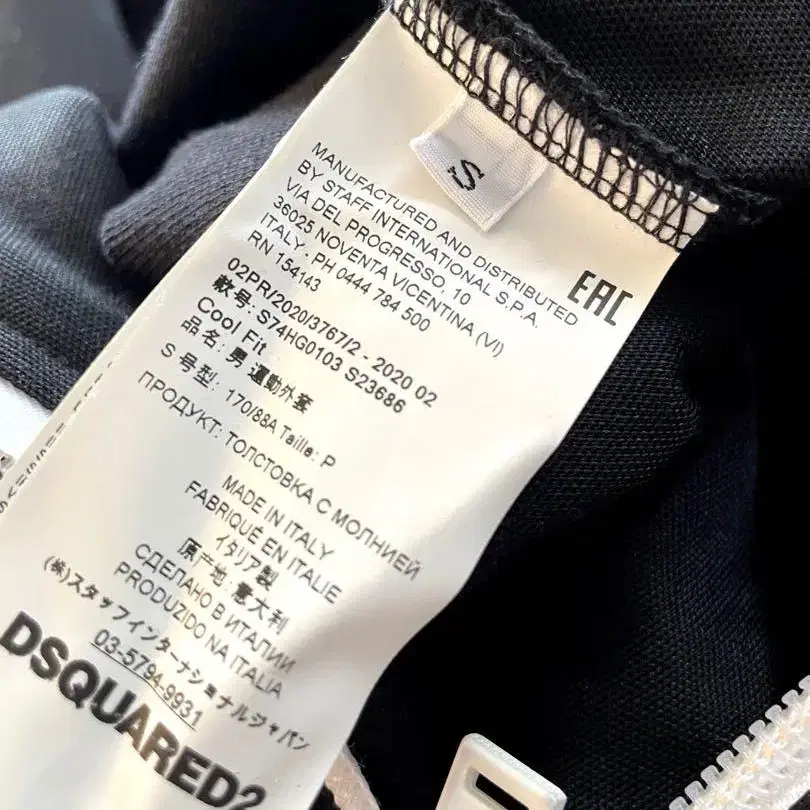 S
MANUFACTURED AND DISTRIBUTED
BY STAFF INTERNATIONAL S.P.A.
VIA DEL PROGRESSO, 10
36025 NOVENTA VICENTINA (VI)
ITALY - PH 0444 784 500
RN 154143
EAC
02PR/2020/3767/2 - 2020 02
款号: S74HG0103 S23686
Cool Fit
品名: 男 運動外套
S 号型: 170/88A Taille: P
ПРОДУКТ: ТОЛСТОВКА С МОЛНИЕЙ
MADE IN ITALY
FABRIQUÉ EN ITALIE
イタリア製
原产地: 意大利
СДЕЛАНО В ИТАЛИИ
PRODUZIDO NA ITALIA
(株)スタッフインターナショナルジャパン
03-5794-9931
DSQUARED2